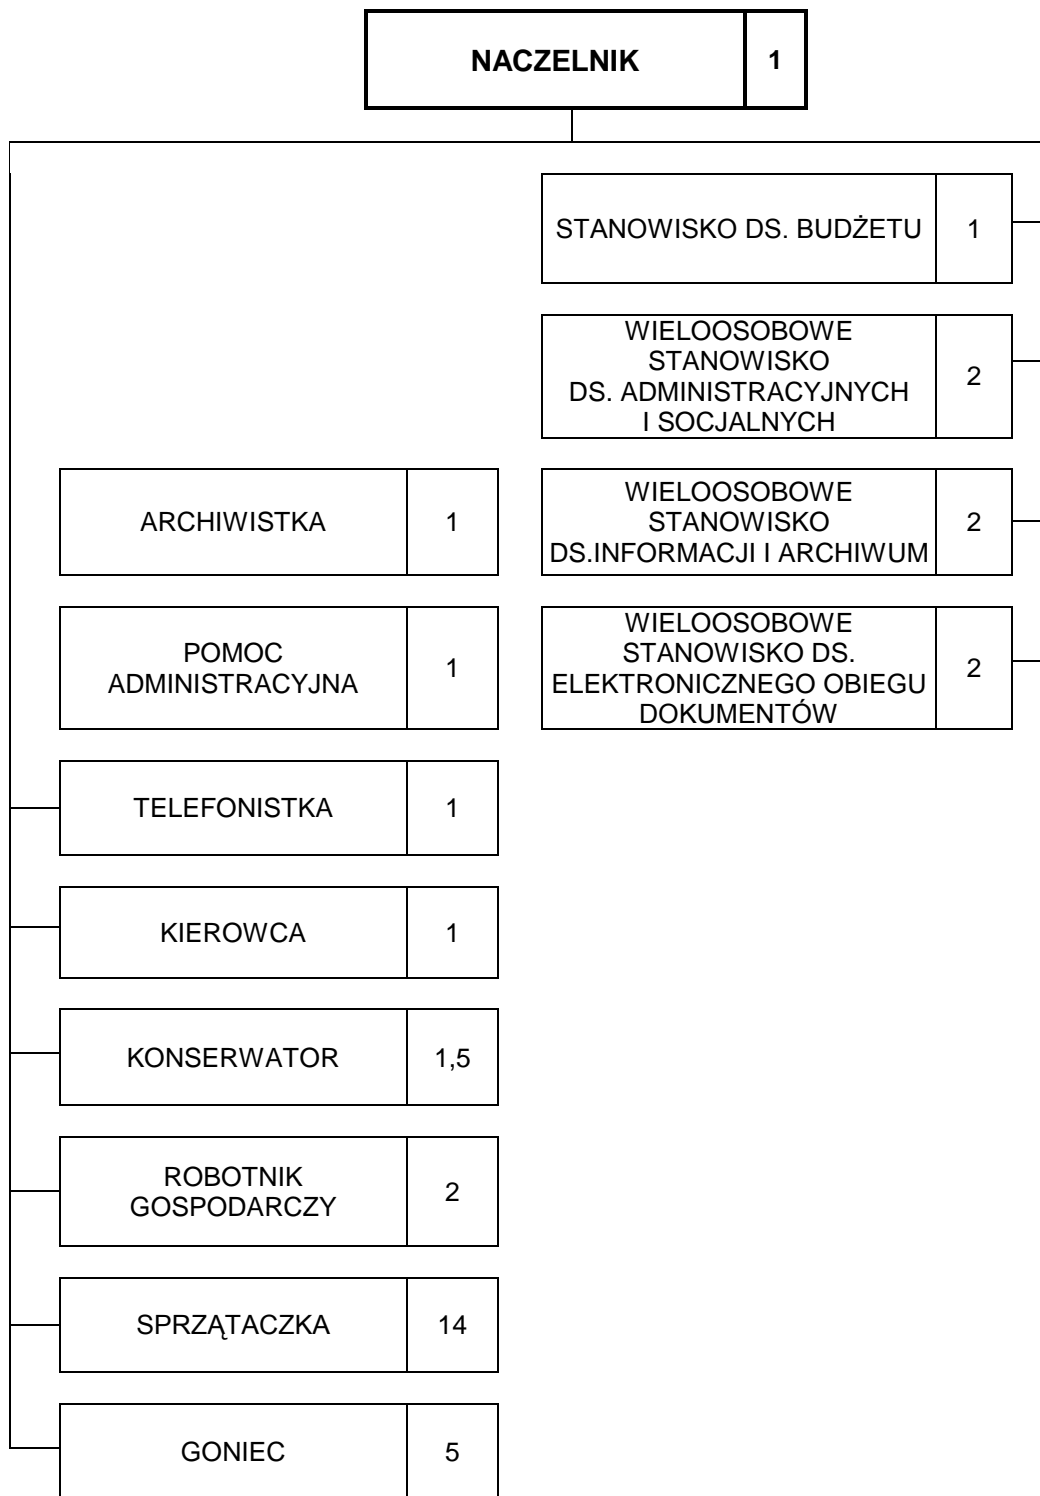 NACZELNIK 1
STANOWISKO DS. BUDŻETU 1
WIELOOSOBOWE
STANOWISKO
DS. ADMINISTRACYJNYCH
I SOCJALNYCH
2
ARCHIWISTKA 1
WIELOOSOBOWE
STANOWISKO
DS.INFORMACJI I ARCHIWUM
2
POMOC
ADMINISTRACYJNA
1
WIELOOSOBOWE
STANOWISKO DS.
ELEKTRONICZNEGO OBIEGU
DOKUMENTÓW
2
TELEFONISTKA 1
KIEROWCA 1
KONSERWATOR 1,5
ROBOTNIK
GOSPODARCZY
2
SPRZĄTACZKA 14
GONIEC 5